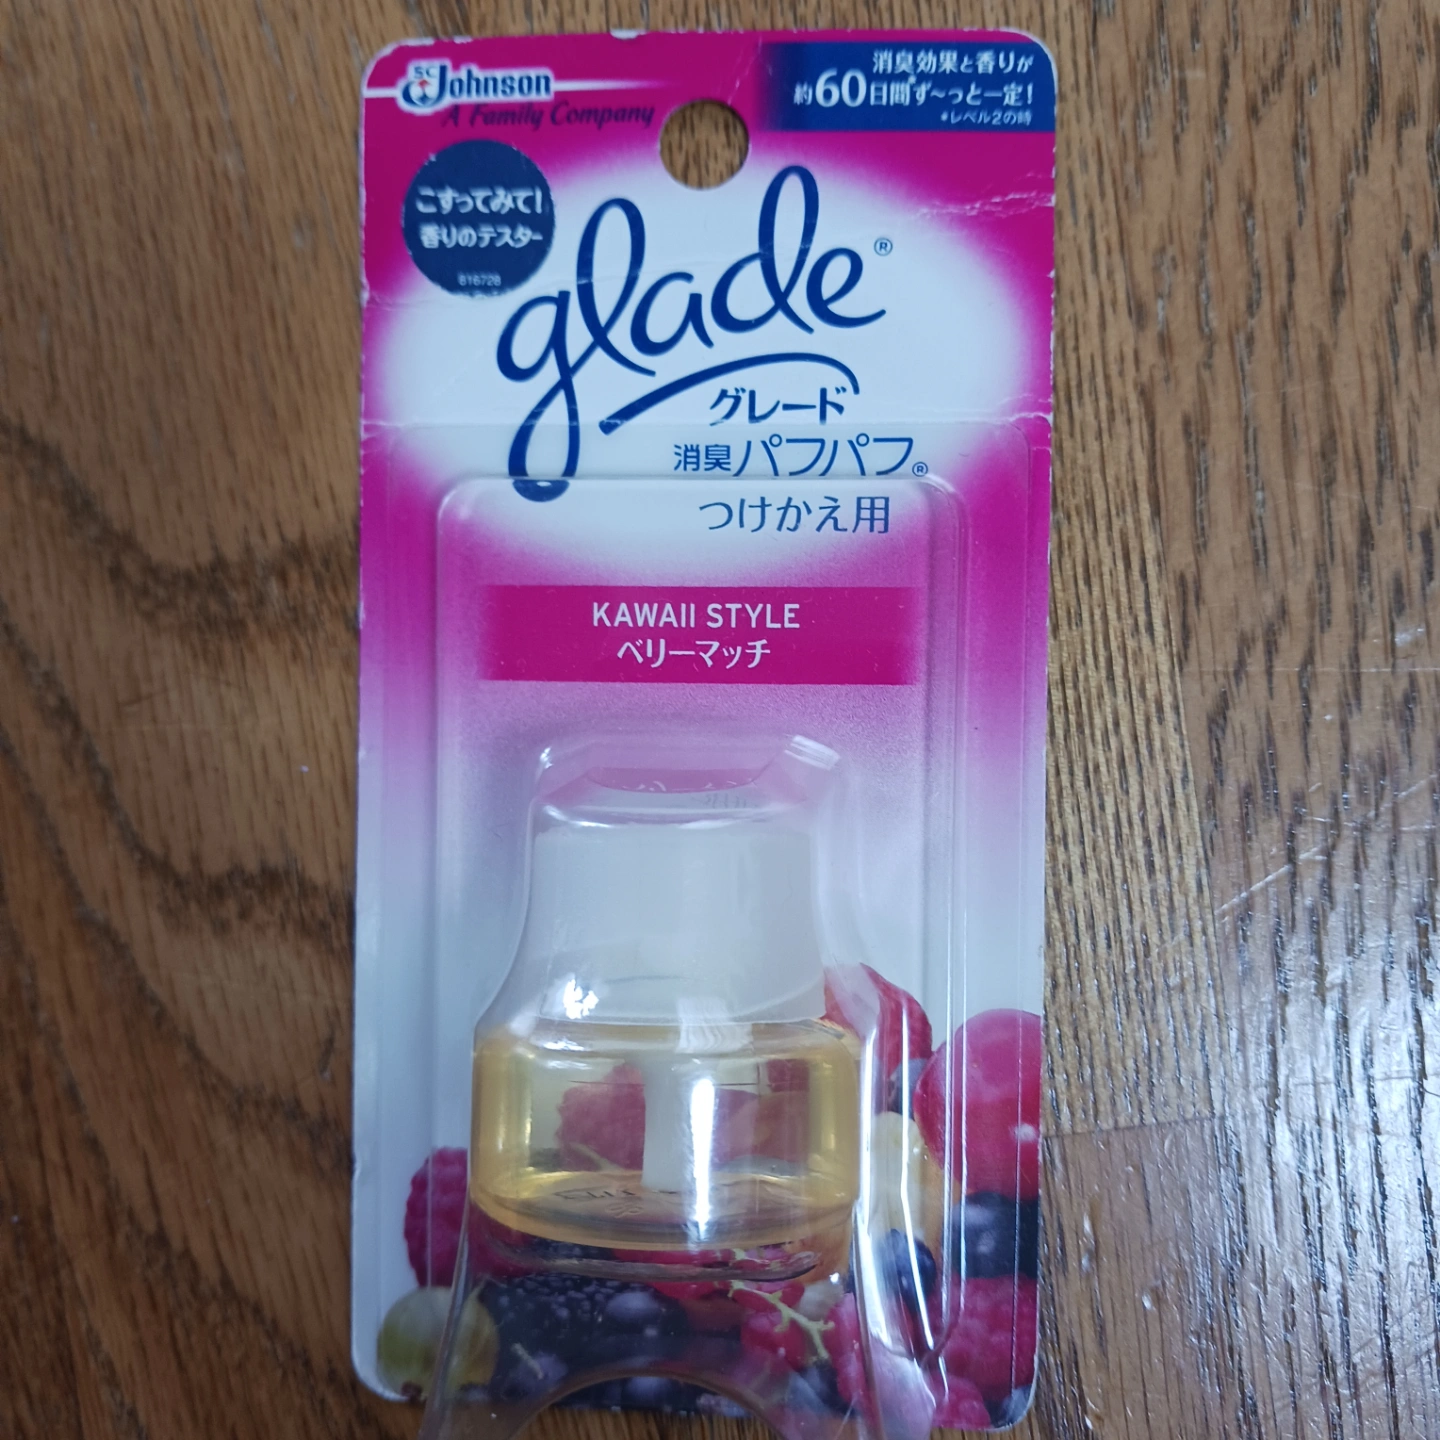 SC Johnson
A Family Company
消臭効果と香りが
約60日間*ず〜っと一定!
*レベル2の時
こすってみて!
香りのテスター
816728
glade®
グレード
消臭パフパフ®
つけかえ用
KAWAII STYLE
ベリーマッチ